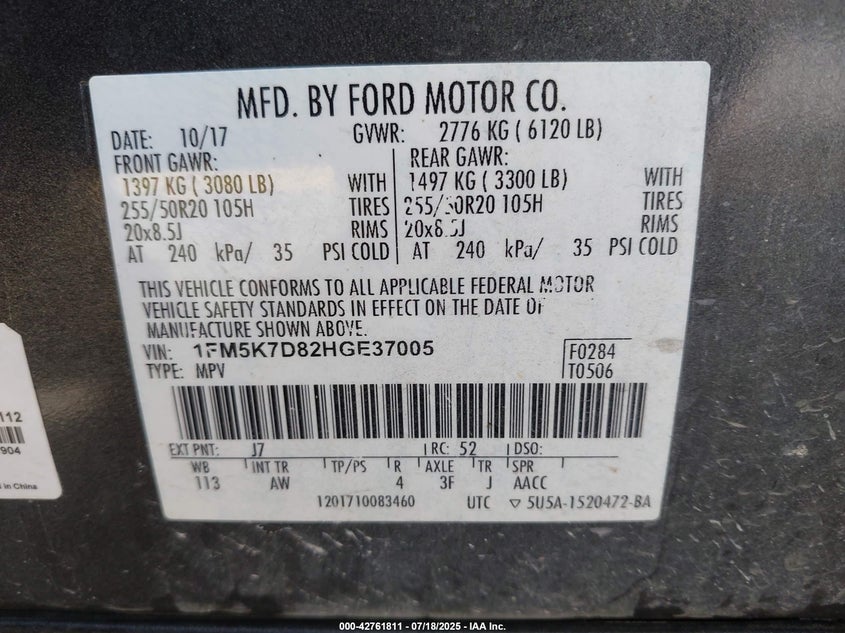 MFD. BY FORD MOTOR CO.
DATE: 10/17 GVWR: 2776 KG ( 6120 LB)
FRONT GAWR: REAR GAWR:
1397 KG ( 3080 LB) WITH 1497 KG ( 3300 LB) WITH
255/50R20 105H TIRES 255/50R20 105H TIRES
20x8.5J RIMS 20x8.5J RIMS
AT 240 kPa/ 35 PSI COLD AT 240 kPa/ 35 PSI COLD
THIS VEHICLE CONFORMS TO ALL APPLICABLE FEDERAL MOTOR
VEHICLE SAFETY STANDARDS IN EFFECT ON THE DATE OF
MANUFACTURE SHOWN ABOVE.
VIN: 1FM5K7D82HGE37005 F0284
TYPE: MPV T0506
EXT PNT: J7 RC: 52 DSO:
WB INT TR TP/PS R AXLE TR SPR
113 AW 4 3F J AACC
1201710083460 UTC ▽ 5U5A-1520472-BA
112
904
in China
000-42761811 - 07/18/2025 - IAA Inc.